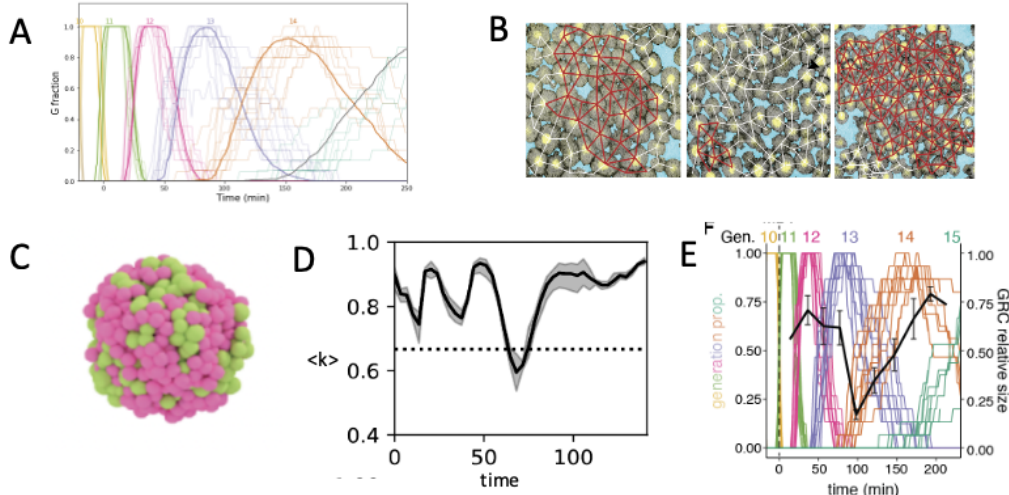 A
10
11
12
13
14
1.0
0.8
0.6
0.4
0.2
0.0
G fraction
0
50
100
150
200
250
Time (min)
B
C
D
1.0
0.8
<k>
0.6
0.4
0
50
100
time
E
F
Gen. 10 11 12 13 14 15
1.00
0.75
0.50
0.25
0.00
generation prop.
1.00
0.75
0.50
0.25
0.00
GRC relative size
0
50
100
150
200
time (min)